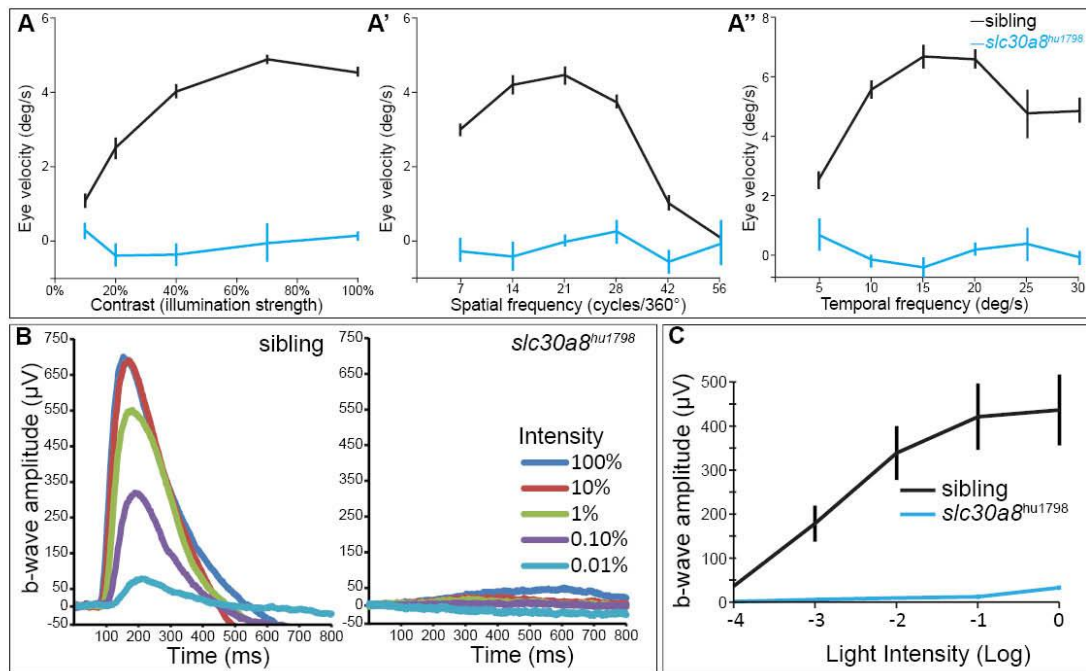 A
6
4
2
0
Eye velocity (deg/s)
0% 20% 40% 60% 80% 100%
Contrast (illumination strength)
A'
6
4
2
0
Eye velocity (deg/s)
7 14 21 28 42 56
Spatial frequency (cycles/360°)
A"
sibling
slc30a8hu1798
8
6
4
2
0
Eye velocity (deg/s)
5 10 15 20 25 30
Temporal frequency (deg/s)
B
sibling
750
650
550
450
350
250
150
50
0
-50
b-wave amplitude (µV)
100 200 300 400 500 600 700 800
Time (ms)
slc30a8hu1798
750
650
550
450
350
250
150
50
0
-50
Intensity
100%
10%
1%
0.10%
0.01%
100 200 300 400 500 600 700 800
Time (ms)
C
500
400
300
200
100
50
0
b-wave amplitude (µV)
sibling
slc30a8hu1798
-4 -3 -2 -1 0
Light Intensity (Log)